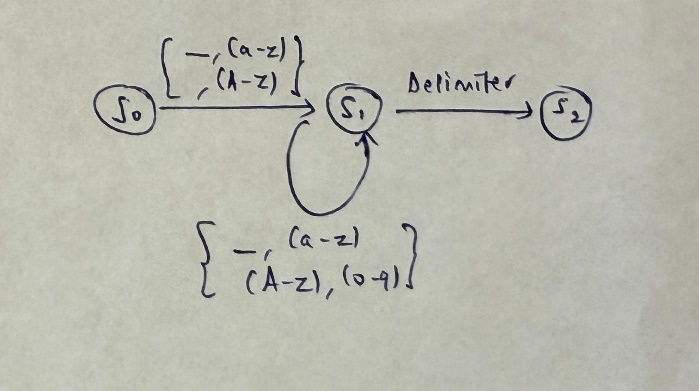 { _, (a-z)
, (A-Z) }
S0
S1
Delimiter
S2
{ _, (a-z)
(A-Z), (0-9) }